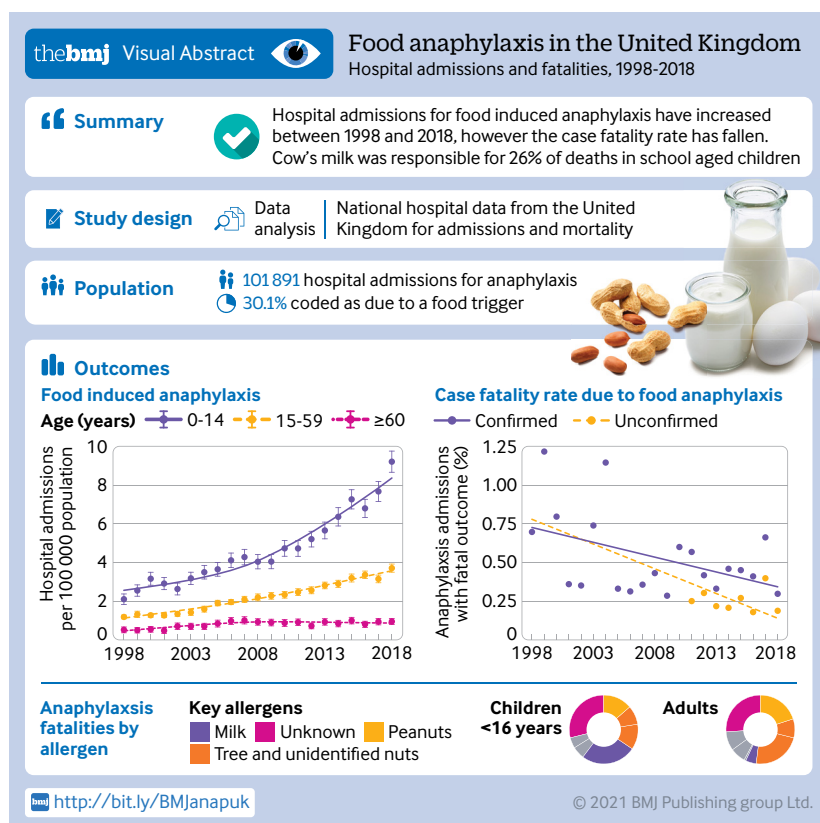 thebmj Visual Abstract
Food anaphylaxis in the United Kingdom
Hospital admissions and fatalities, 1998-2018
Summary
Hospital admissions for food induced anaphylaxis have increased
between 1998 and 2018, however the case fatality rate has fallen.
Cow's milk was responsible for 26% of deaths in school aged children
Study design
Data
analysis
National hospital data from the United
Kingdom for admissions and mortality
Population
101 891 hospital admissions for anaphylaxis
30.1% coded as due to a food trigger
Outcomes
Food induced anaphylaxis
Age (years) 0-14 15-59 ≥60
Hospital admissions
per 100 000 population
10
8
6
4
2
0
1998 2003 2008 2013 2018
Case fatality rate due to food anaphylaxis
Confirmed Unconfirmed
Anaphylaxis admissions
with fatal outcome (%)
1.25
1.00
0.75
0.50
0.25
0
1998 2003 2008 2013 2018
Anaphylaxsis
fatalities by
allergen
Key allergens
Milk Unknown Peanuts
Tree and unidentified nuts
Children
<16 years
Adults
bmj http://bit.ly/BMJanapuk
© 2021 BMJ Publishing group Ltd.